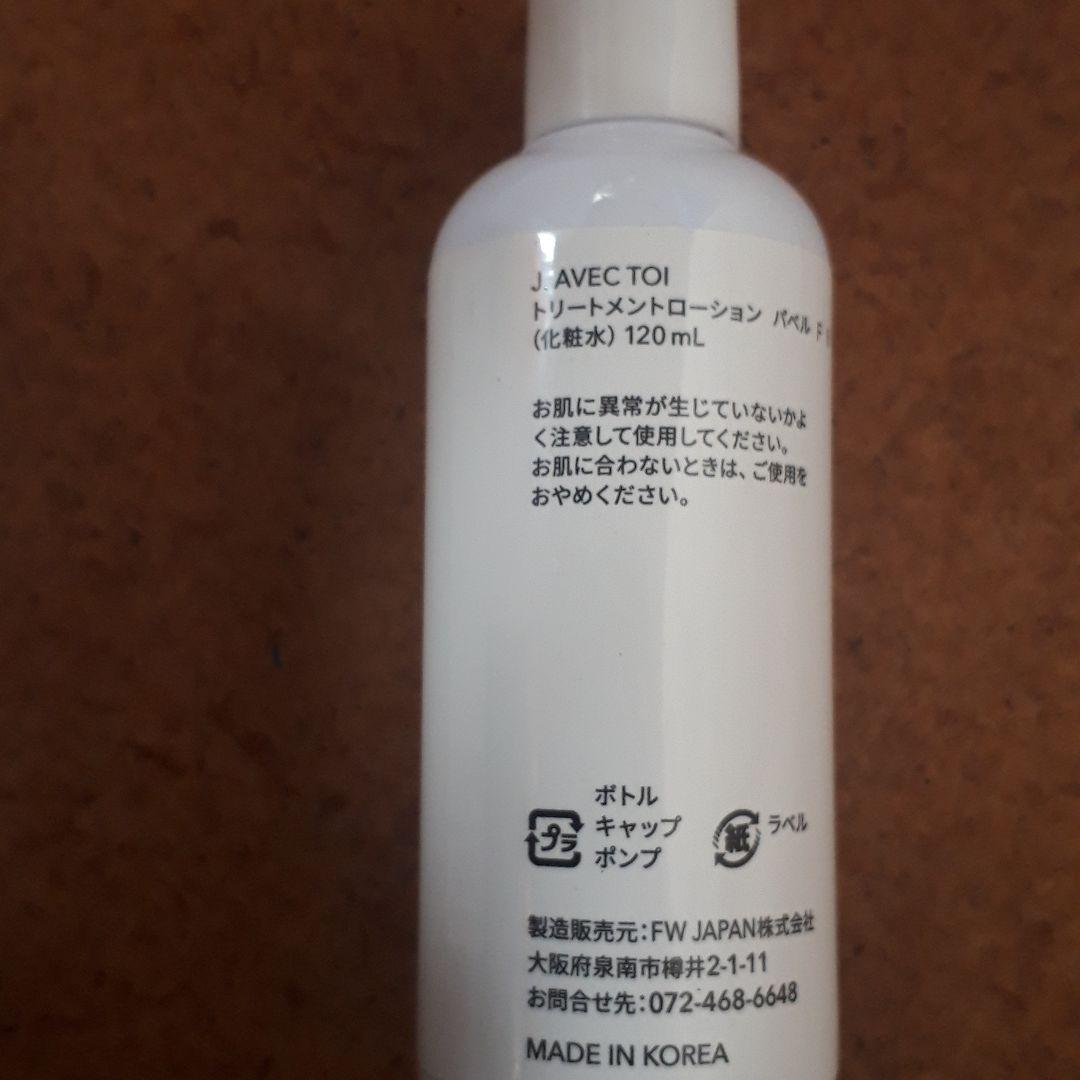 J. AVEC TOI
トリートメントローション パベル F
(化粧水) 120 mL
お肌に異常が生じていないかよ
く注意して使用してください。
お肌に合わないときは、ご使用を
おやめください。
プラ
ボトル
キャップ
ポンプ
紙
ラベル
製造販売元:FW JAPAN株式会社
大阪府泉南市樽井2-1-11
お問合せ先:072-468-6648
MADE IN KOREA